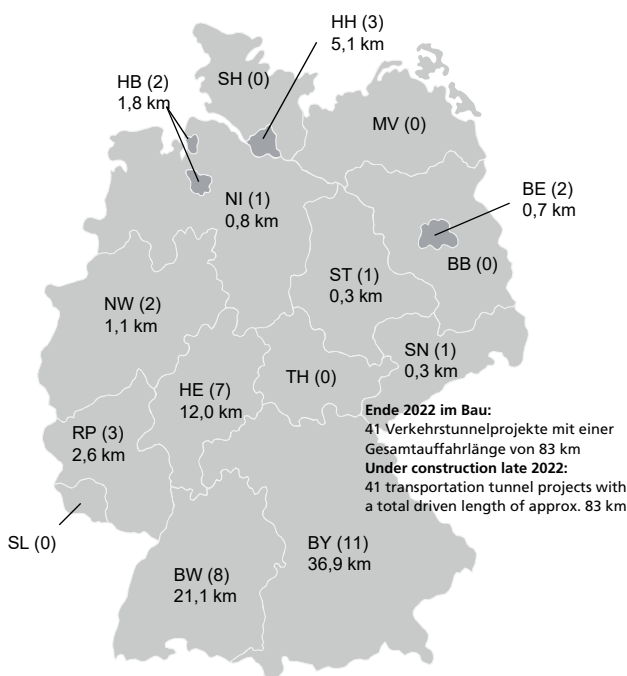 HH (3)
5,1 km
HB (2)
1,8 km
SH (0)
MV (0)
BE (2)
0,7 km
NI (1)
0,8 km
BB (0)
ST (1)
0,3 km
NW (2)
1,1 km
SN (1)
0,3 km
TH (0)
HE (7)
12,0 km
Ende 2022 im Bau:
41 Verkehrstunnelprojekte mit einer
Gesamtauffahrlänge von 83 km
Under construction late 2022:
41 transportation tunnel projects with
a total driven length of approx. 83 km
RP (3)
2,6 km
SL (0)
BY (11)
36,9 km
BW (8)
21,1 km